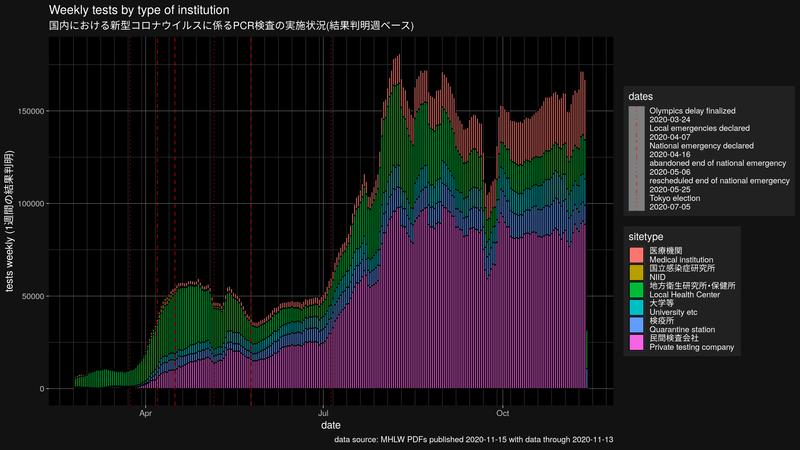 Weekly tests by type of institution
国内における新型コロナウイルスに係るPCR検査の実施状況(結果判明週ベース)
tests weekly (1週間の結果判明)
150000
100000
50000
0
Apr
Jul
Oct
date
data source: MHLW PDFs published 2020-11-15 with data through 2020-11-13
dates
Olympics delay finalized
2020-03-24
Local emergencies declared
2020-04-07
National emergency declared
2020-04-16
abandoned end of national emergency
2020-05-06
rescheduled end of national emergency
2020-05-25
Tokyo election
2020-07-05
sitetype
医療機関
Medical institution
国立感染症研究所
NIID
地方衛生研究所・保健所
Local Health Center
大学等
University etc
検疫所
Quarantine station
民間検査会社
Private testing company